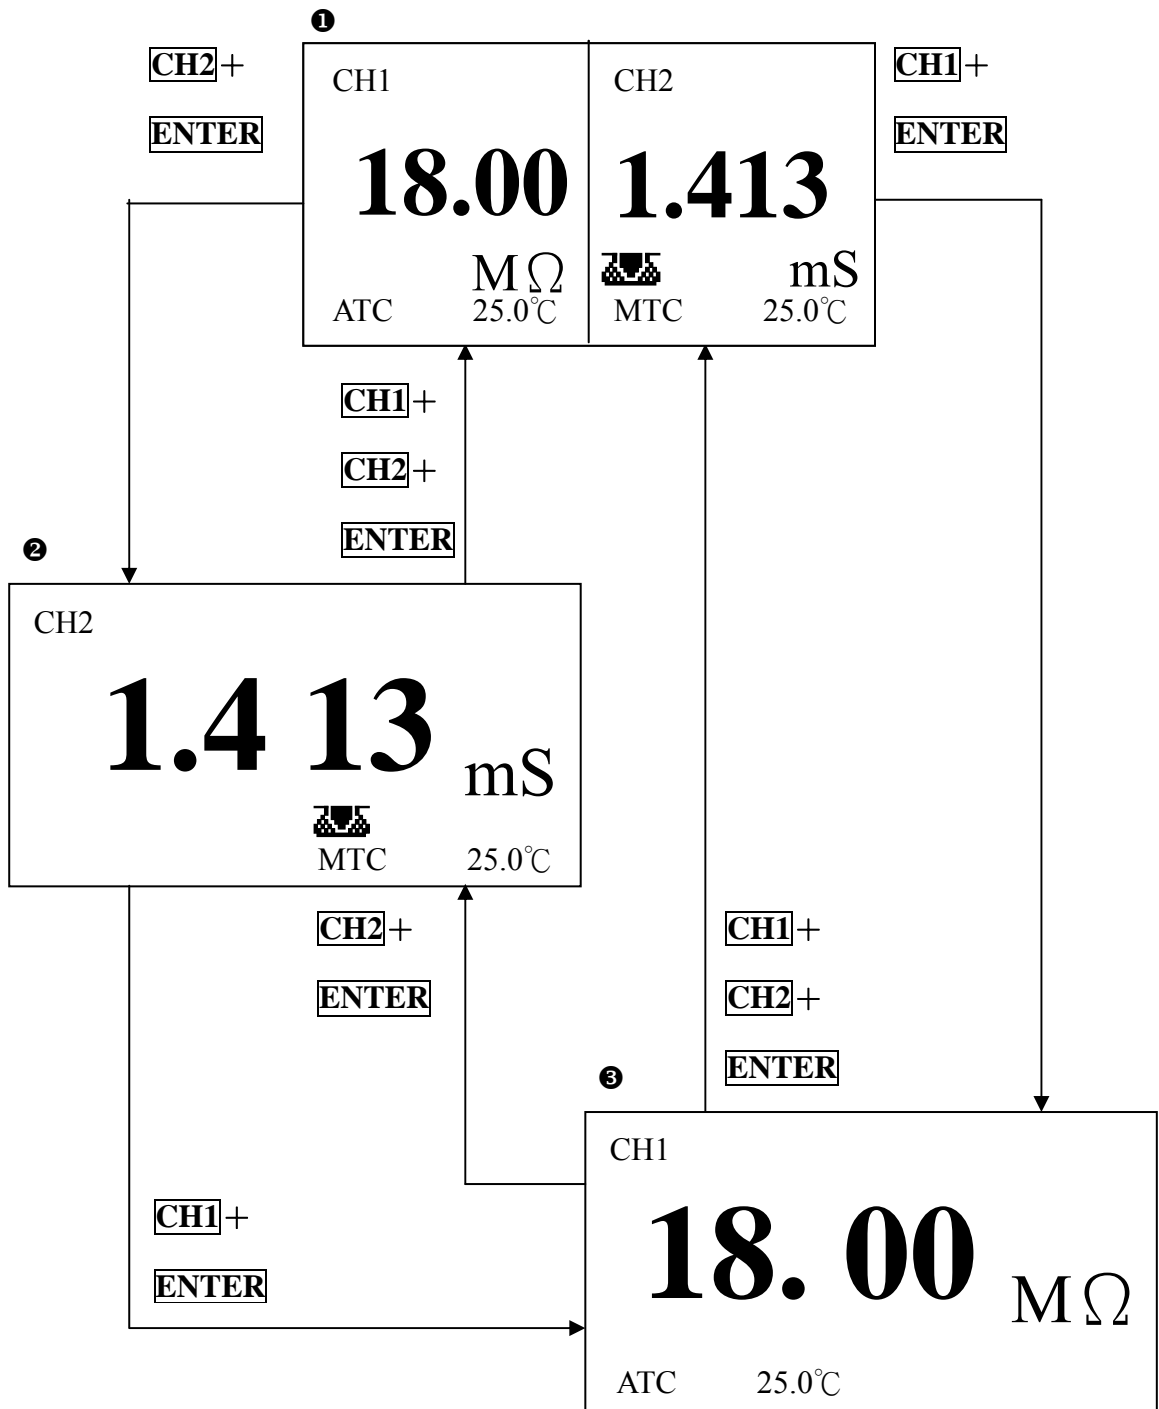 ❶
CH2+
ENTER
CH1+
ENTER
CH1
18.00
MΩ
ATC 25.0℃
CH2
1.413
mS
MTC 25.0℃
CH1+
CH2+
ENTER
❷
CH2
1.4 13
mS
MTC 25.0℃
CH2+
ENTER
CH1+
CH2+
ENTER
CH1+
ENTER
❸
CH1
18. 00
MΩ
ATC 25.0℃